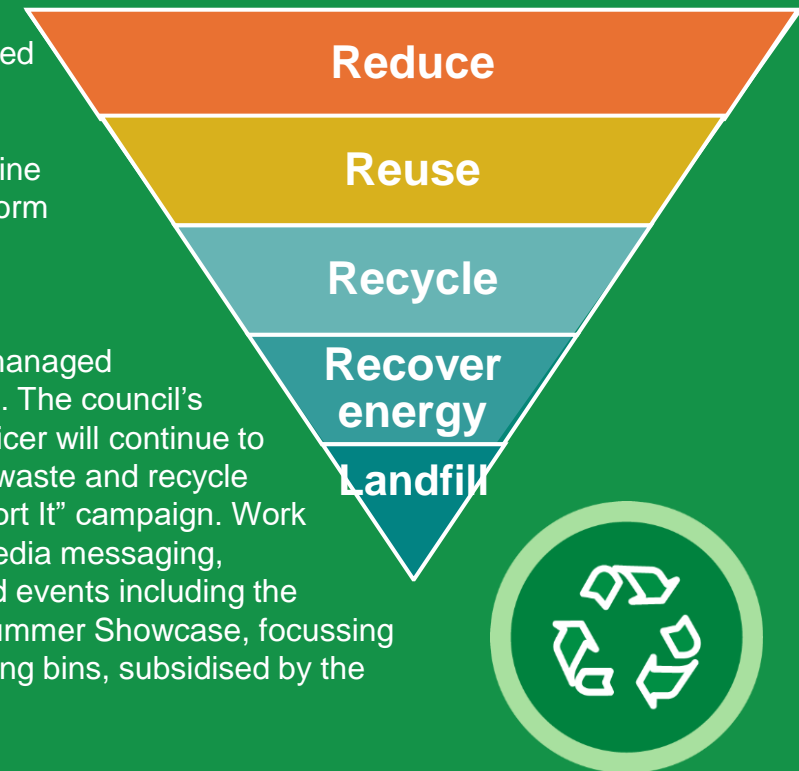 ed
ine
orm
managed
. The council’s
icer will continue to
waste and recycle
ort It” campaign. Work
edia messaging,
d events including the
ummer Showcase, focussing
ng bins, subsidised by the
Reduce
Reuse
Recycle
Recover
energy
Landfill